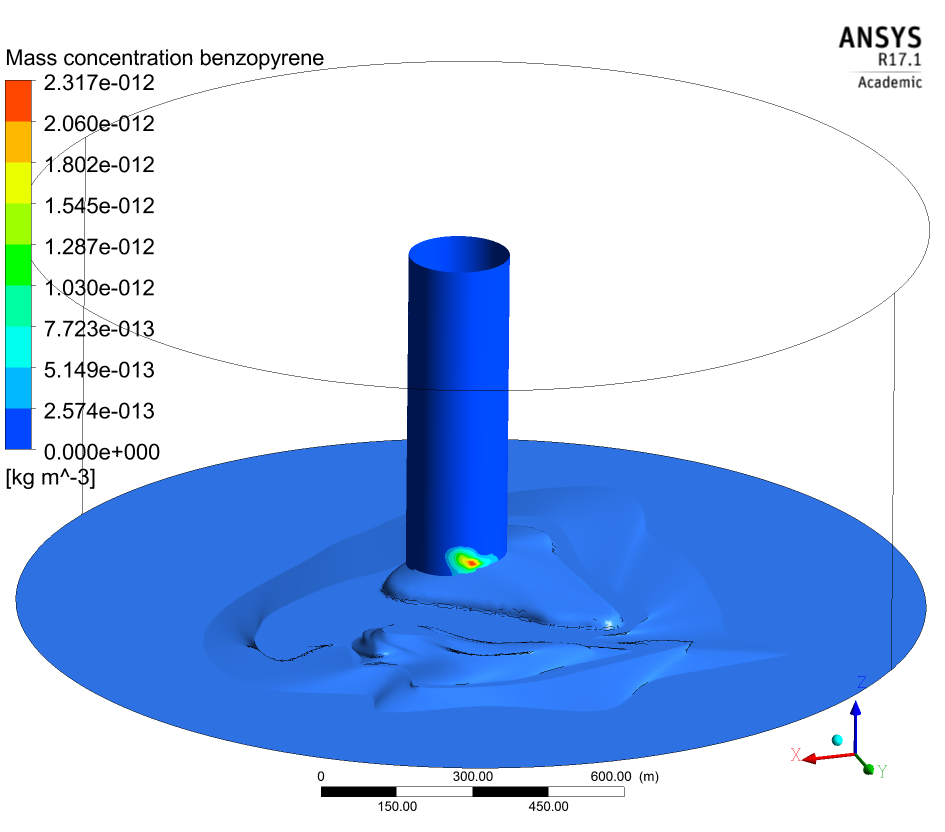 ANSYS
R17.1
Academic
Mass concentration benzopyrene
2.317e-012
2.060e-012
1.802e-012
1.545e-012
1.287e-012
1.030e-012
7.723e-013
5.149e-013
2.574e-013
0.000e+000
[kg m^-3]
Z
X
Y
0 300.00 600.00 (m)
150.00 450.00